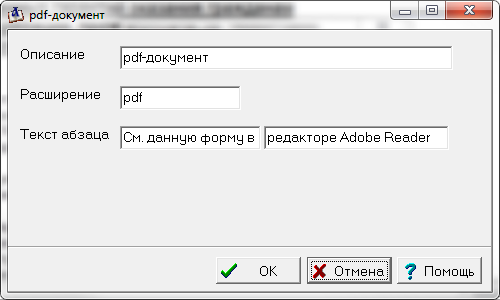 pdf-документ
Описание pdf-документ
Расширение pdf
Текст абзаца См. данную форму в редакторе Adobe Reader
OK Отмена Помощь